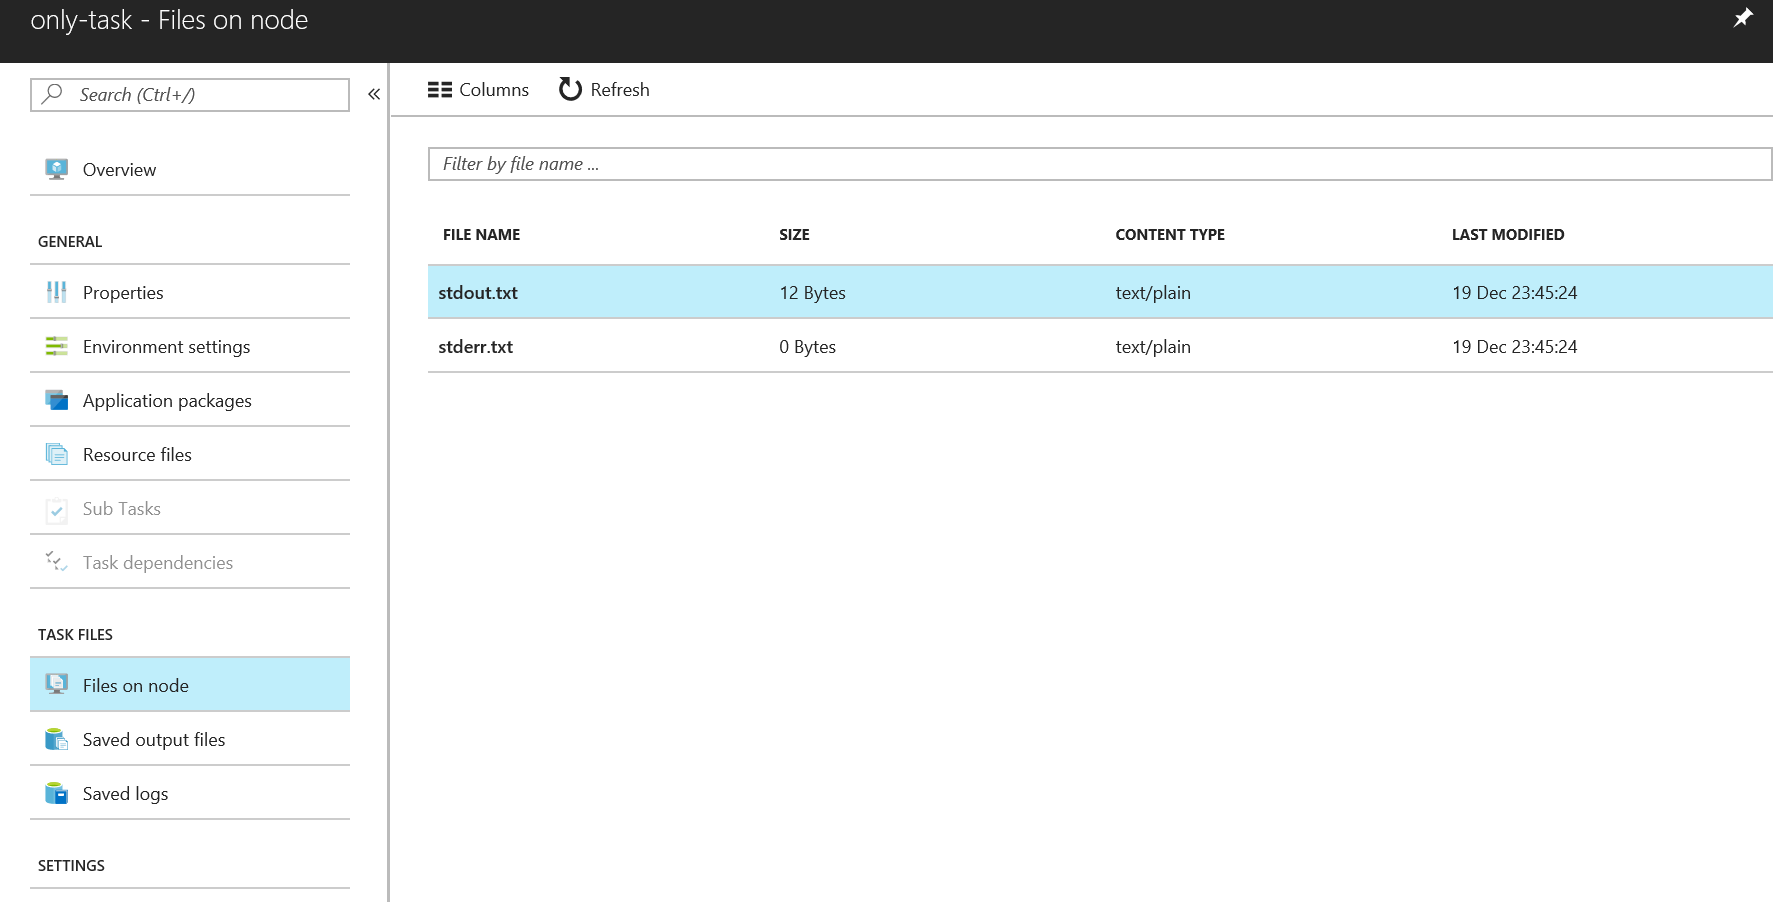 only-task - Files on node
Search (Ctrl+/)
«
Overview
GENERAL
Properties
Environment settings
Application packages
Resource files
Sub Tasks
Task dependencies
TASK FILES
Files on node
Saved output files
Saved logs
SETTINGS
Columns Refresh
Filter by file name ...
FILE NAME SIZE CONTENT TYPE LAST MODIFIED
stdout.txt 12 Bytes text/plain 19 Dec 23:45:24
stderr.txt 0 Bytes text/plain 19 Dec 23:45:24